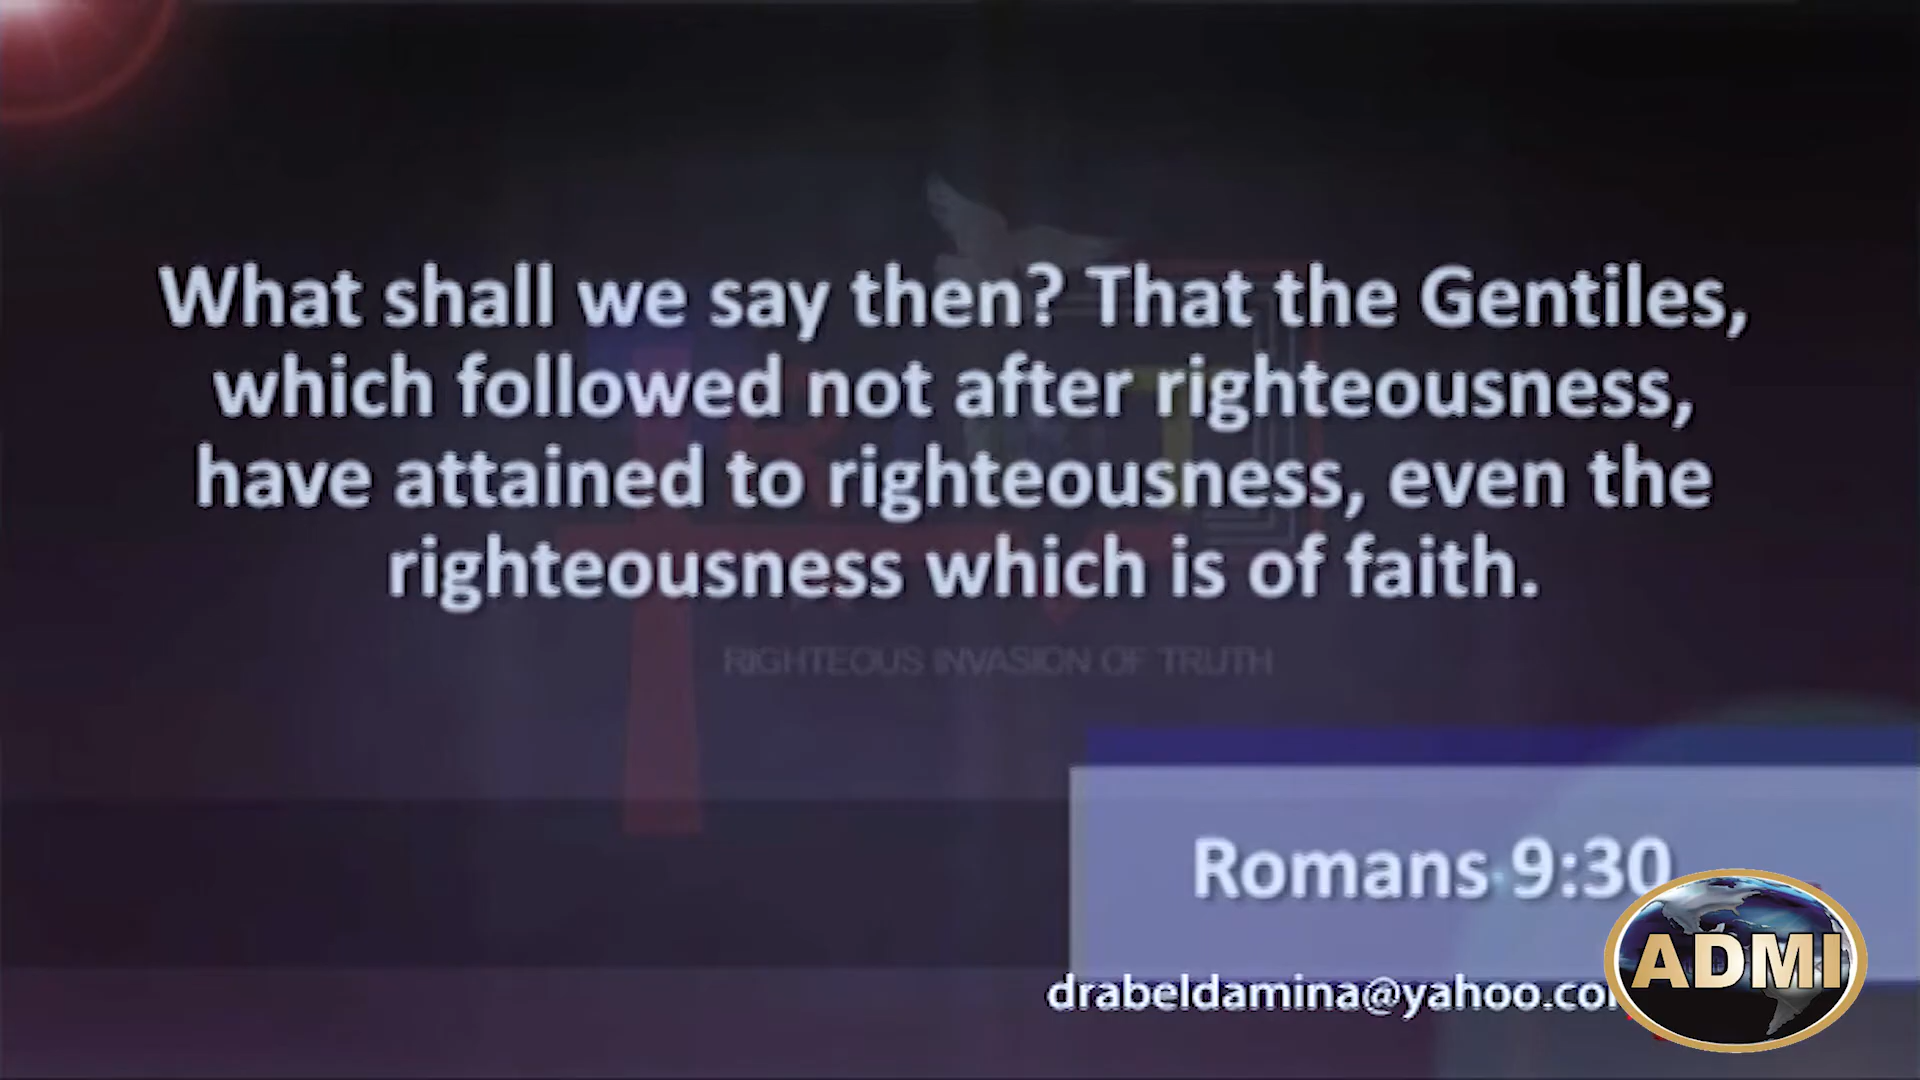 What shall we say then? That the Gentiles,
which followed not after righteousness,
have attained to righteousness, even the
righteousness which is of faith.
RIGHTEOUS INVASION OF TRUTH
Romans 9:30
ADMI
drabeldamina@yahoo.co